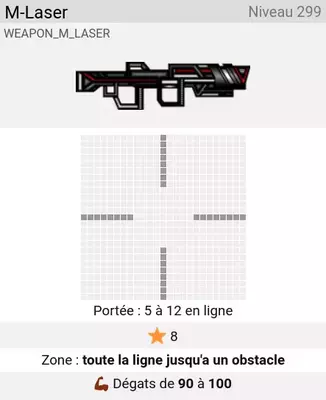 M-Laser Niveau 299
WEAPON_M_LASER
Portée : 5 à 12 en ligne
8
Zone : toute la ligne jusqu'a un obstacle
Dégats de 90 à 100